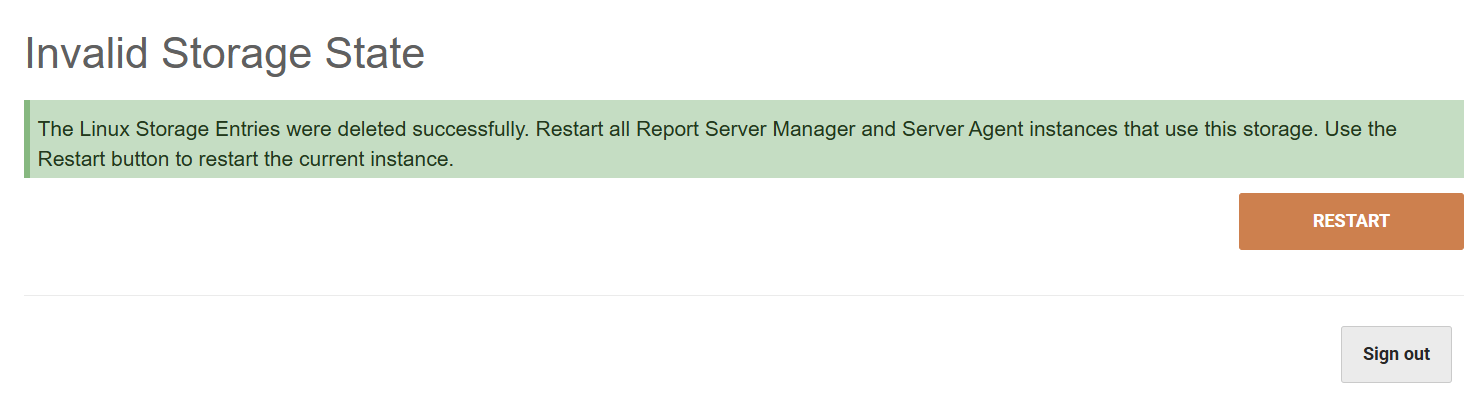 Invalid Storage State
The Linux Storage Entries were deleted successfully. Restart all Report Server Manager and Server Agent instances that use this storage. Use the
Restart button to restart the current instance.
RESTART
Sign out